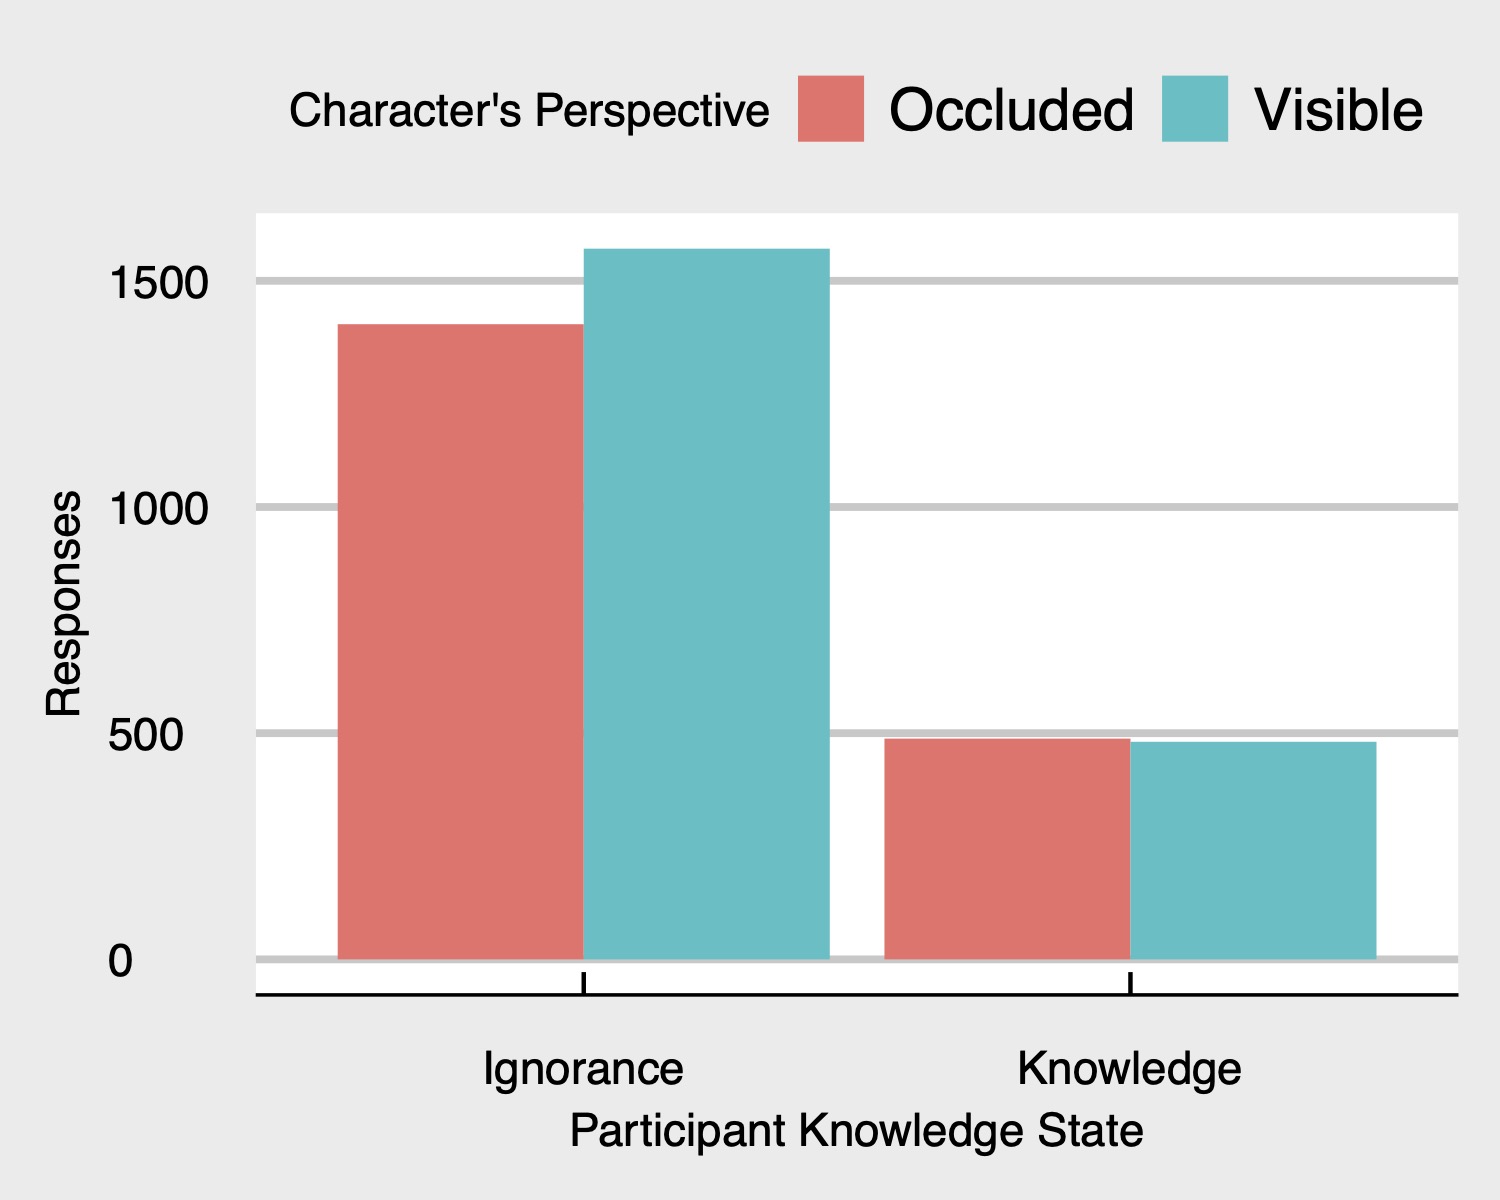 Character's Perspective Occluded Visible
1500
1000
500
0
Responses
Ignorance Knowledge
Participant Knowledge State